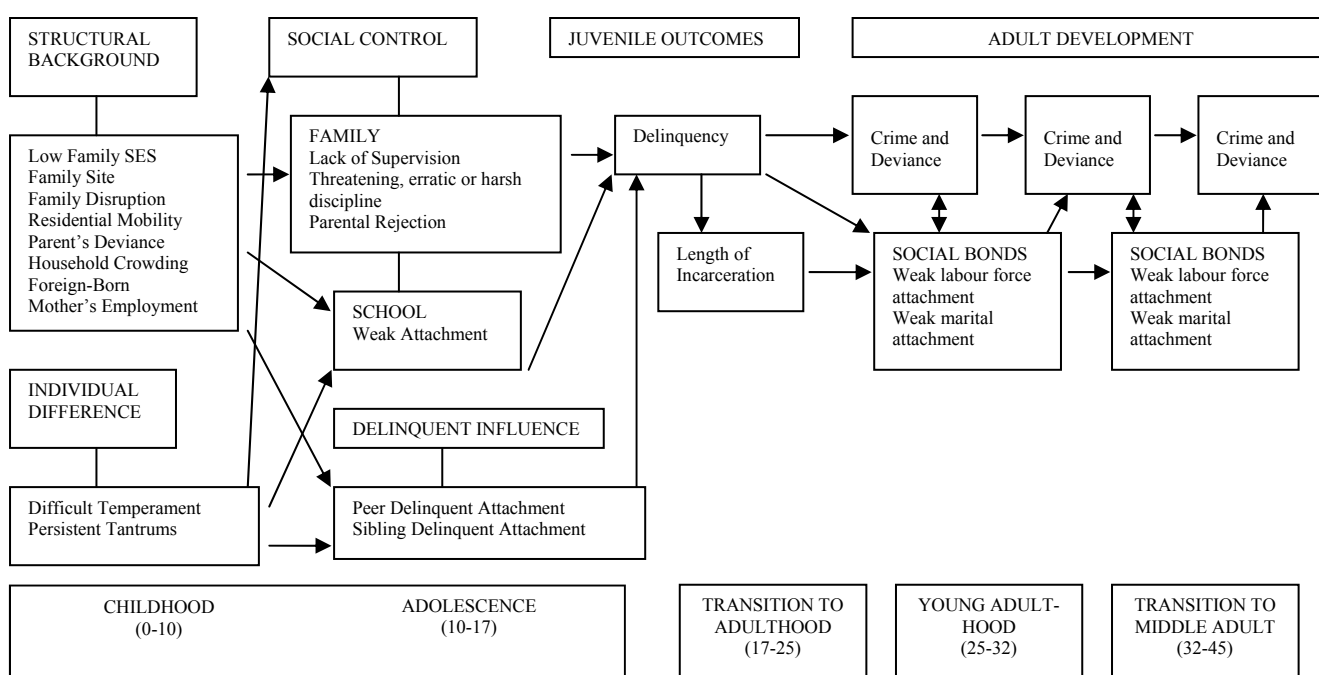 STRUCTURAL
BACKGROUND
SOCIAL CONTROL
JUVENILE OUTCOMES
ADULT DEVELOPMENT
Low Family SES
Family Site
Family Disruption
Residential Mobility
Parent's Deviance
Household Crowding
Foreign-Born
Mother's Employment
FAMILY
Lack of Supervision
Threatening, erratic or harsh
discipline
Parental Rejection
Delinquency
Crime and
Deviance
Crime and
Deviance
Crime and
Deviance
SCHOOL
Weak Attachment
Length of
Incarceration
SOCIAL BONDS
Weak labour force
attachment
Weak marital
attachment
SOCIAL BONDS
Weak labour force
attachment
Weak marital
attachment
INDIVIDUAL
DIFFERENCE
DELINQUENT INFLUENCE
Difficult Temperament
Persistent Tantrums
Peer Delinquent Attachment
Sibling Delinquent Attachment
CHILDHOOD
(0-10)
ADOLESCENCE
(10-17)
TRANSITION TO
ADULTHOOD
(17-25)
YOUNG ADULT-
HOOD
(25-32)
TRANSITION TO
MIDDLE ADULT
(32-45)